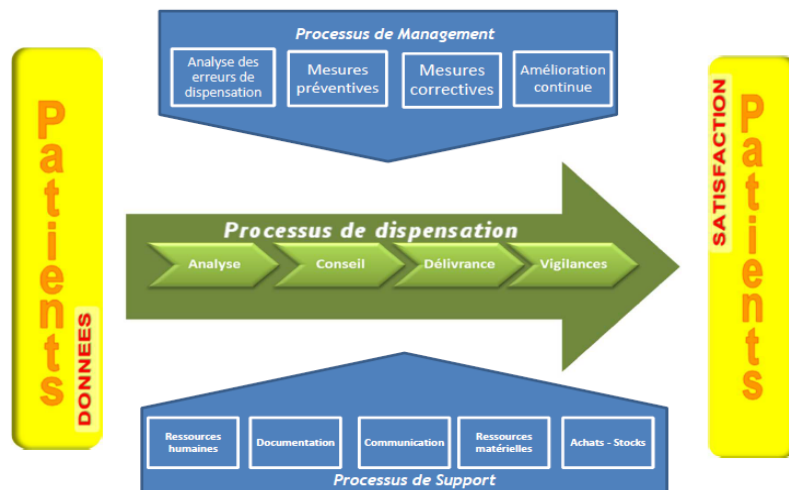 Processus de Management
Analyse des
erreurs de
dispensation
Mesures
préventives
Mesures
correctives
Amélioration
continue
Patients
DONNEES
Processus de dispensation
Analyse
Conseil
Délivrance
Vigilances
SATISFACTION
Patients
Ressources
humaines
Documentation
Communication
Ressources
matérielles
Achats - Stocks
Processus de Support